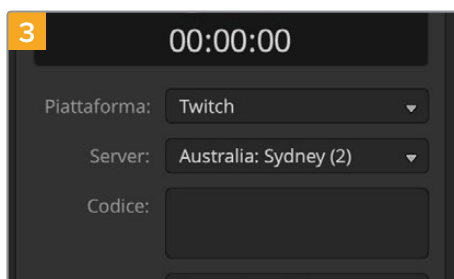 3
00:00:00
Piattaforma: Twitch
Server: Australia: Sydney (2)
Codice: